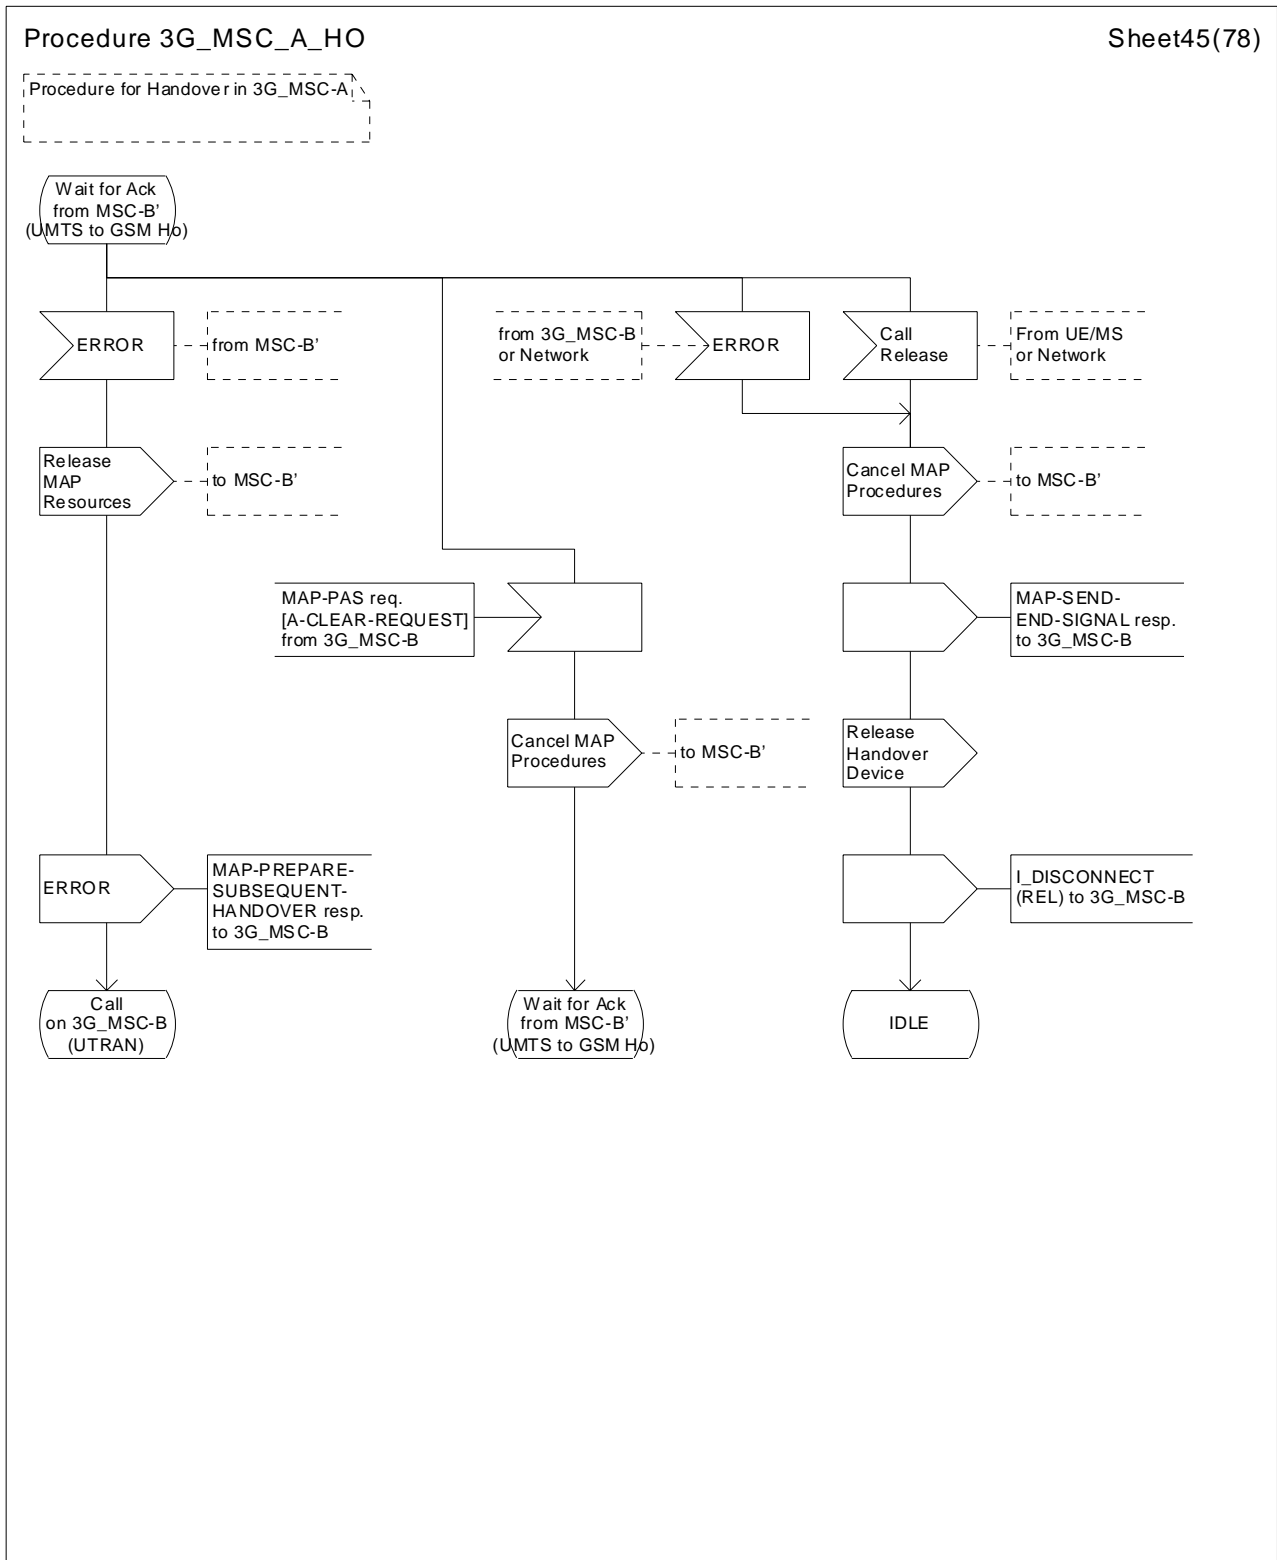 Procedure 3G_MSC_A_HO
Sheet45(78)
Procedure for Handover in 3G_MSC-A
Wait for Ack
from MSC-B'
(UMTS to GSM Ho)
ERROR
from MSC-B'
from 3G_MSC-B
or Network
ERROR
Call
Release
From UE/MS
or Network
Release
MAP
Resources
to MSC-B'
Cancel MAP
Procedures
to MSC-B'
MAP-PAS req.
[A-CLEAR-REQUEST]
from 3G_MSC-B
MAP-SEND-
END-SIGNAL resp.
to 3G_MSC-B
Cancel MAP
Procedures
to MSC-B'
Release
Handover
Device
ERROR
MAP-PREPARE-
SUBSEQUENT-
HANDOVER resp.
to 3G_MSC-B
I_DISCONNECT
(REL) to 3G_MSC-B
Call
on 3G_MSC-B
(UTRAN)
Wait for Ack
from MSC-B'
(UMTS to GSM Ho)
IDLE